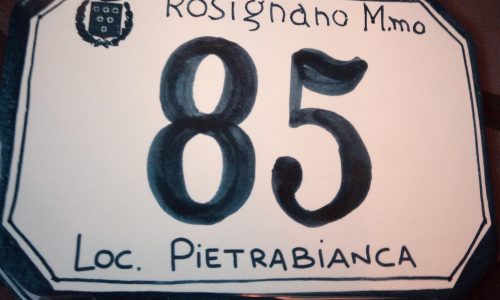 Rosignano M.mo
85
Loc. Pietrabianca